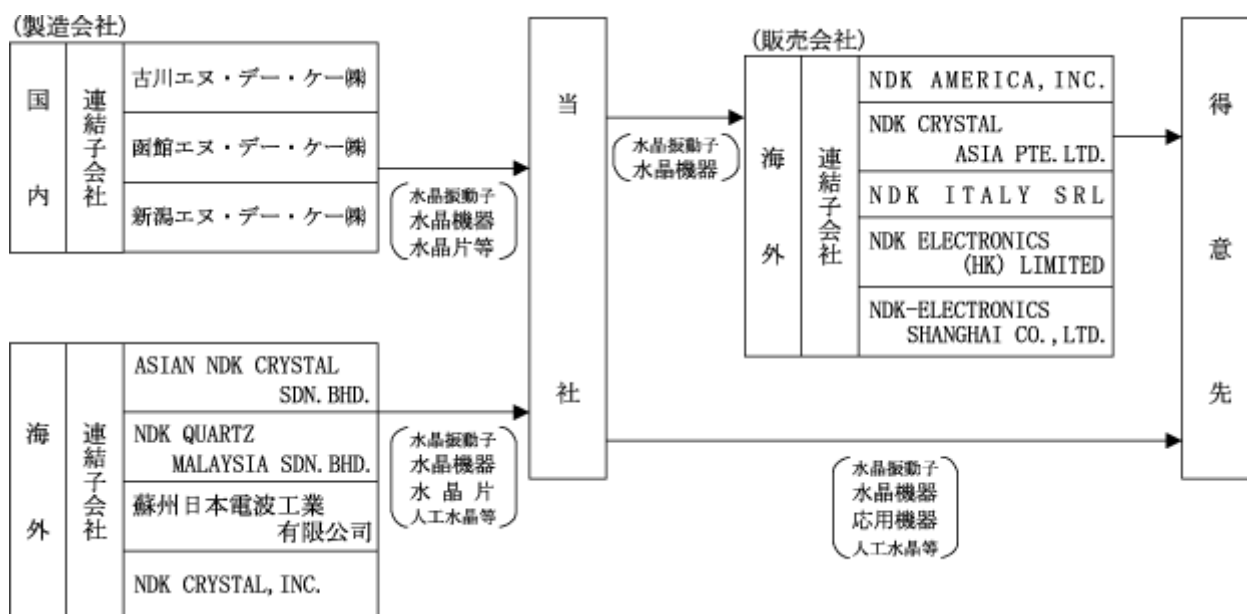 (製造会社)
国内
連結子会社
古川エヌ・デー・ケー㈱
函館エヌ・デー・ケー㈱
新潟エヌ・デー・ケー㈱
水晶振動子
水晶機器
水晶片等
海外
連結子会社
ASIAN NDK CRYSTAL
SDN.BHD.
NDK QUARTZ
MALAYSIA SDN.BHD.
蘇州日本電波工業
有限公司
NDK CRYSTAL,INC.
水晶振動子
水晶機器
水晶片
人工水晶等
当社
水晶振動子
水晶機器
(販売会社)
海外
連結子会社
NDK AMERICA,INC.
NDK CRYSTAL
ASIA PTE.LTD.
NDK ITALY SRL
NDK ELECTRONICS
(HK) LIMITED
NDK-ELECTRONICS
SHANGHAI CO.,LTD.
水晶振動子
水晶機器
応用機器
人工水晶等
得意先